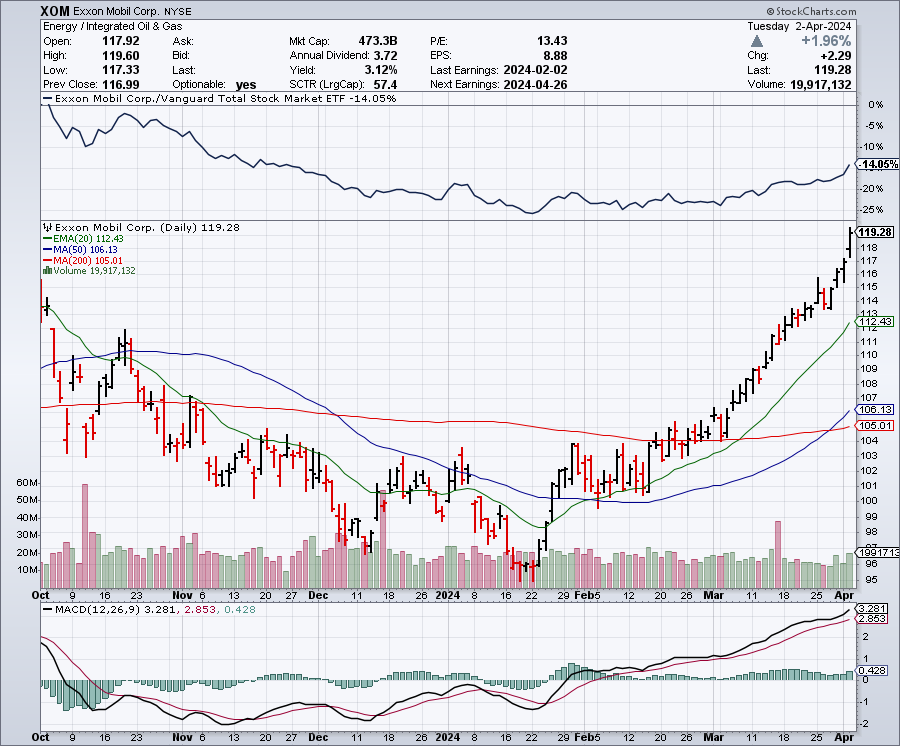 XOM Exxon Mobil Corp. NYSE © StockCharts.com
Energy / Integrated Oil & Gas Tuesday 2-Apr-2024
Open: 117.92 Ask: Mkt Cap: 473.3B P/E: 13.43 +1.96%
High: 119.60 Bid: Annual Dividend: 3.72 EPS: 8.88 Chg: +2.29
Low: 117.33 Last: Yield: 3.12% Last Earnings: 2024-02-02 Last: 119.28
Prev Close: 116.99 Optionable: yes SCTR (LrgCap): 57.4 Next Earnings: 2024-04-26 Volume: 19,917,132
Exxon Mobil Corp./Vanguard Total Stock Market ETF -14.05%
0%
-5%
-10%
-14.05%
-20%
-25%
Exxon Mobil Corp. (Daily) 119.28
EMA(20) 112.43
MA(50) 106.13
MA(200) 105.01
Volume 19,917,132
119.28
118
117
116
115
114
113
112.43
111
110
109
108
107
106.13
105.01
104
103
102
101
100
99
98
96
95
1991713
60M
50M
40M
30M
20M
10M
Oct 9 16 23 Nov 6 13 20 27 Dec 11 18 26 2024 8 16 22 29 Feb5 12 20 26 Mar 11 18 25 Apr
MACD(12,26,9) 3.281, 2.853, 0.428
3.281
2.853
2
1
0.428
0
-1
-2
Oct 9 16 23 Nov 6 13 20 27 Dec 11 18 26 2024 8 16 22 29 Feb5 12 20 26 Mar 11 18 25 Apr